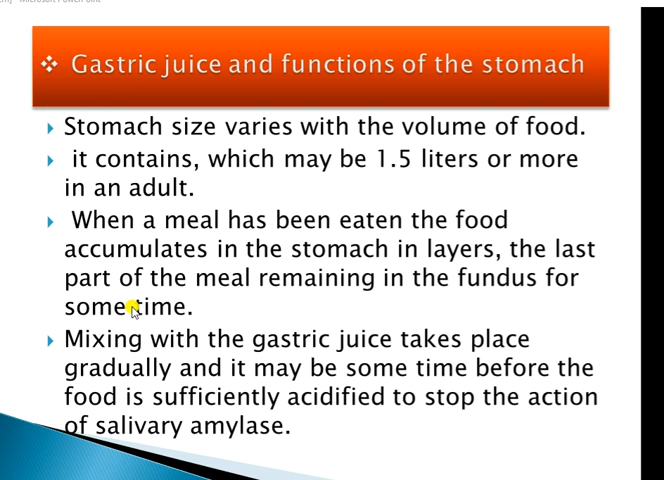 Gastric juice and functions of the stomach
Stomach size varies with the volume of food.
it contains, which may be 1.5 liters or more
in an adult.
When a meal has been eaten the food
accumulates in the stomach in layers, the last
part of the meal remaining in the fundus for
some time.
Mixing with the gastric juice takes place
gradually and it may be some time before the
food is sufficiently acidified to stop the action
of salivary amylase.